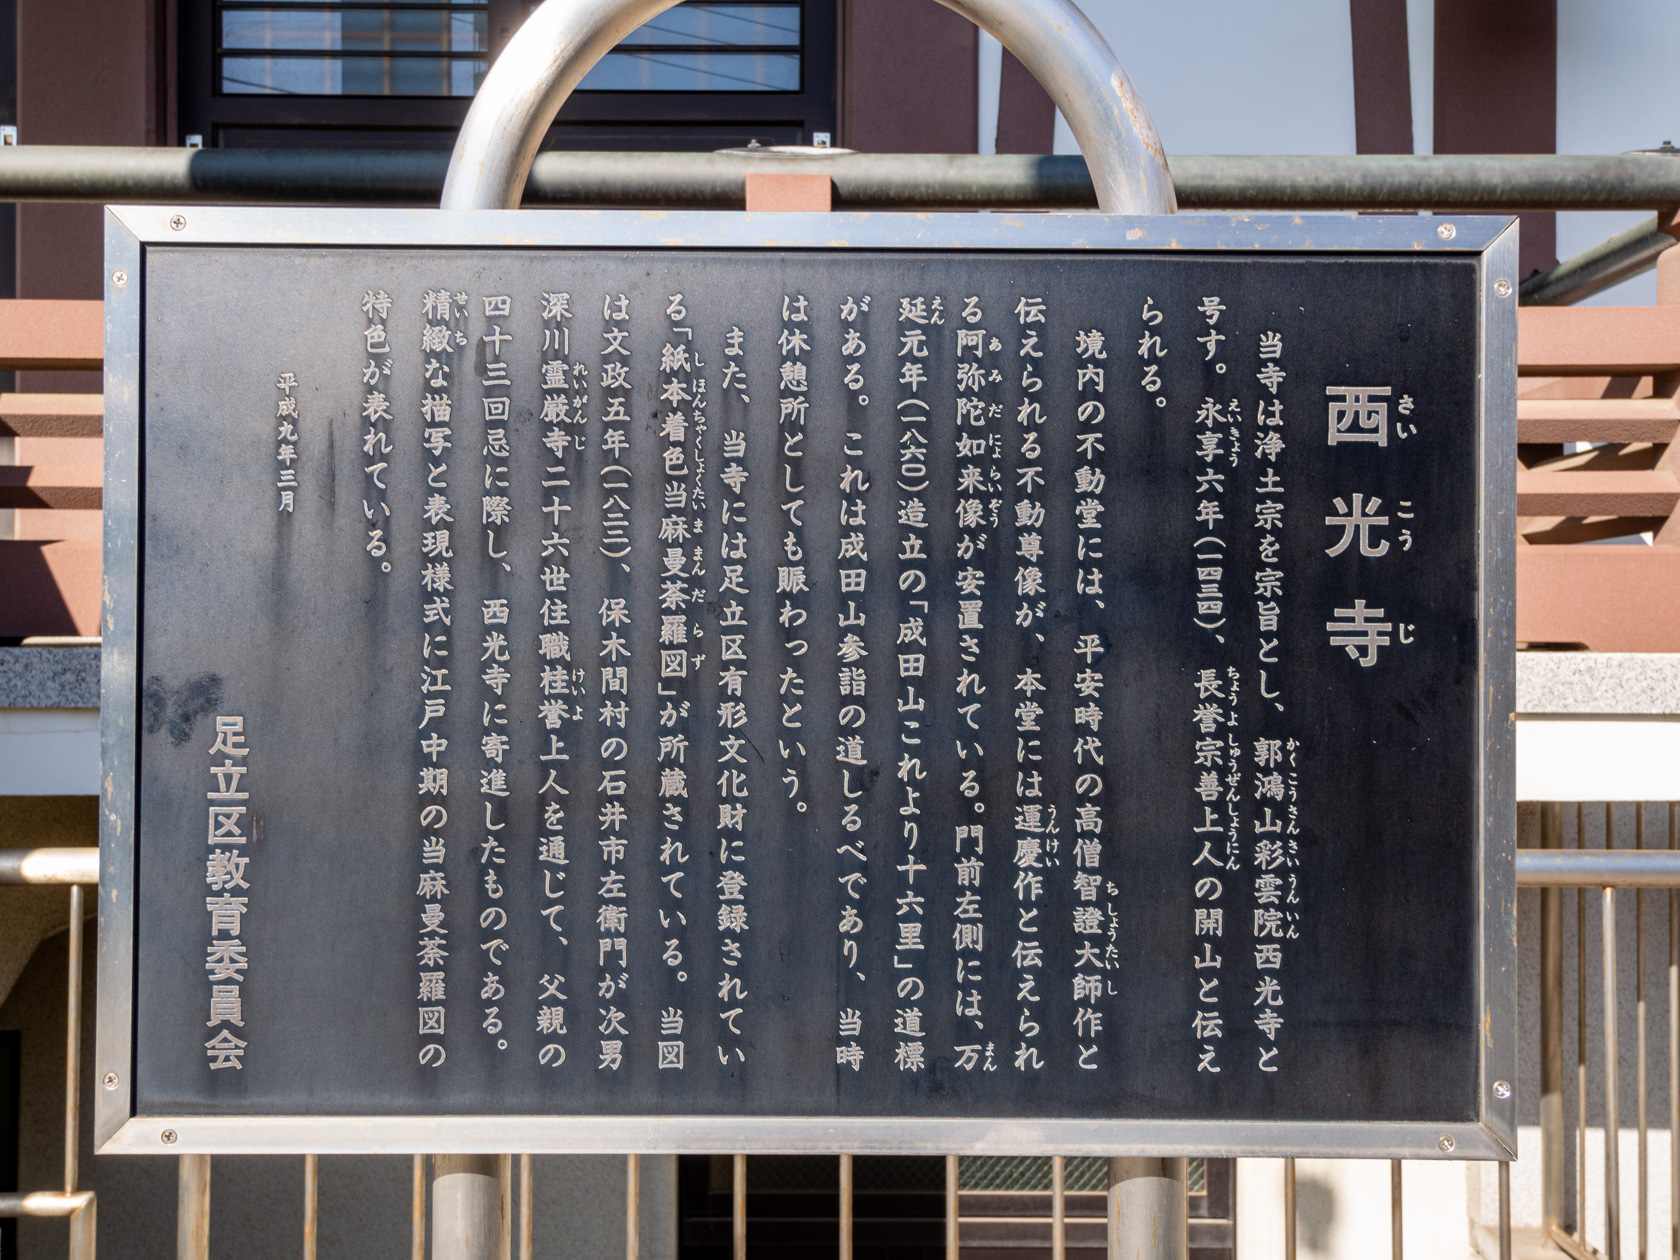 西光寺
当寺は浄土宗を宗旨とし、郭鴻山彩雲院西光寺と
号す。永享六年(一四三四)、長誉宗善上人の開山と伝え
られる。
境内の不動堂には、平安時代の高僧智證大師作と
伝えられる不動尊像が、本堂には運慶作と伝えられ
る阿弥陀如来像が安置されている。門前左側には、万
延元年(一八六〇)造立の「成田山これより十六里」の道標
がある。これは成田山参詣の道しるべであり、当時
は休憩所としても賑わったという。
また、当寺には足立区有形文化財に登録されてい
る「紙本着色当麻曼荼羅図」が所蔵されている。当図
は文政五年(一八二二)、保木間村の石井市左衛門が次男
深川霊厳寺二十六世住職桂誉上人を通じて、父親の
四十三回忌に際し、西光寺に寄進したものである。
精緻な描写と表現様式に江戸中期の当麻曼荼羅図の
特色が表れている。
平成九年三月
足立区教育委員会